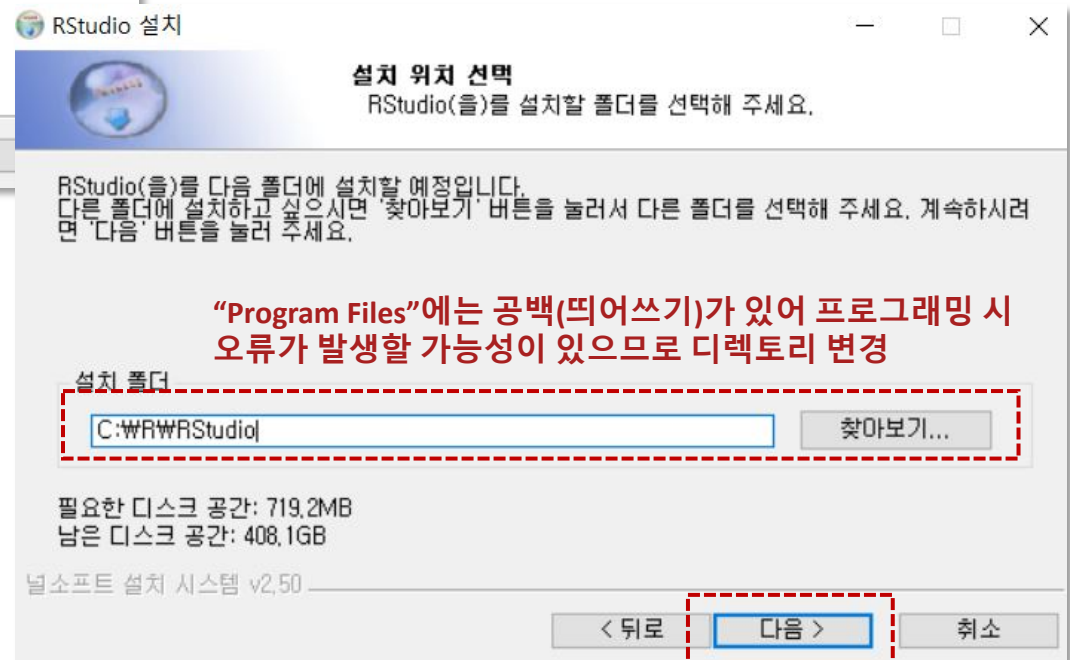 RStudio 설치
설치 위치 선택
RStudio(을)를 설치할 폴더를 선택해 주세요.
RStudio(을)를 다음 폴더에 설치할 예정입니다.
다른 폴더에 설치하고 싶으시면 '찾아보기' 버튼을 눌러서 다른 폴더를 선택해 주세요. 계속하시려
면 '다음' 버튼을 눌러 주세요.
“Program Files”에는 공백(띄어쓰기)가 있어 프로그래밍 시
오류가 발생할 가능성이 있으므로 디렉토리 변경
설치 폴더
C:₩R₩RStudio
찾아보기...
필요한 디스크 공간: 719.2MB
남은 디스크 공간: 408.1GB
널소프트 설치 시스템 v2.50
< 뒤로
다음 >
취소